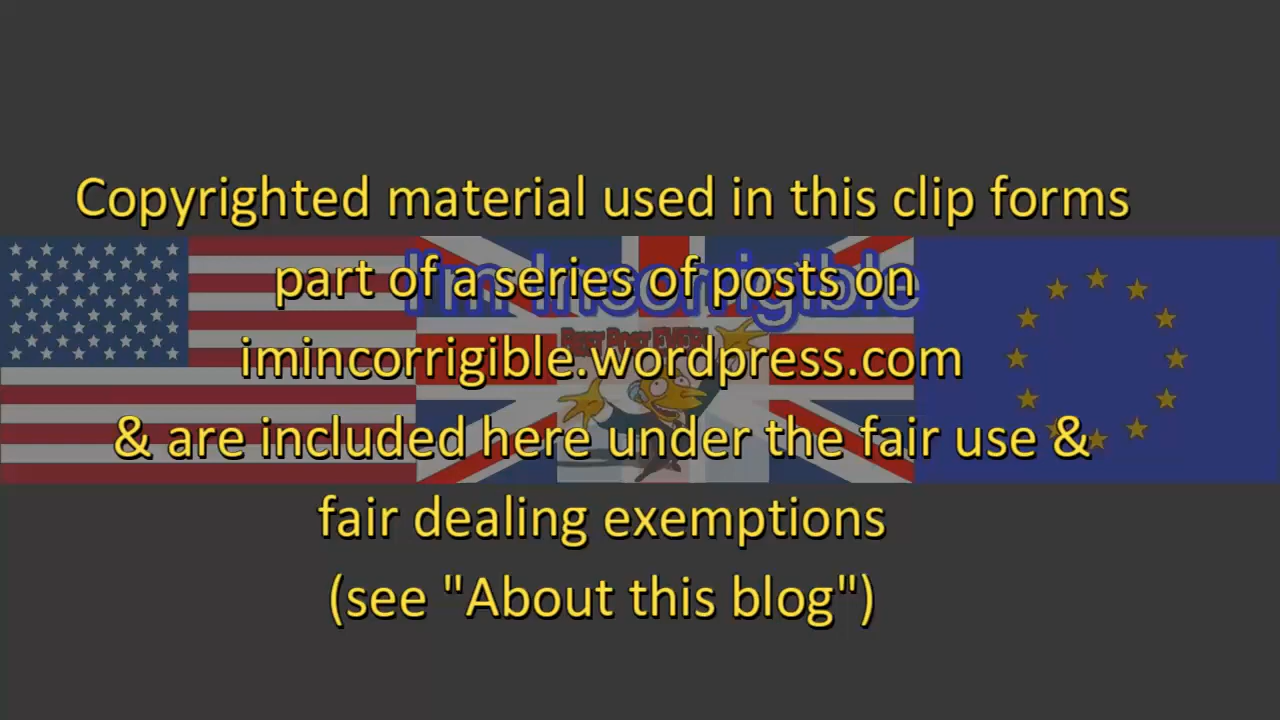 Copyrighted material used in this clip forms
part of a series of posts on
I'm Incorrigible
imincorrigible.wordpress.com
& are included here under the fair use &
fair dealing exemptions
(see "About this blog")